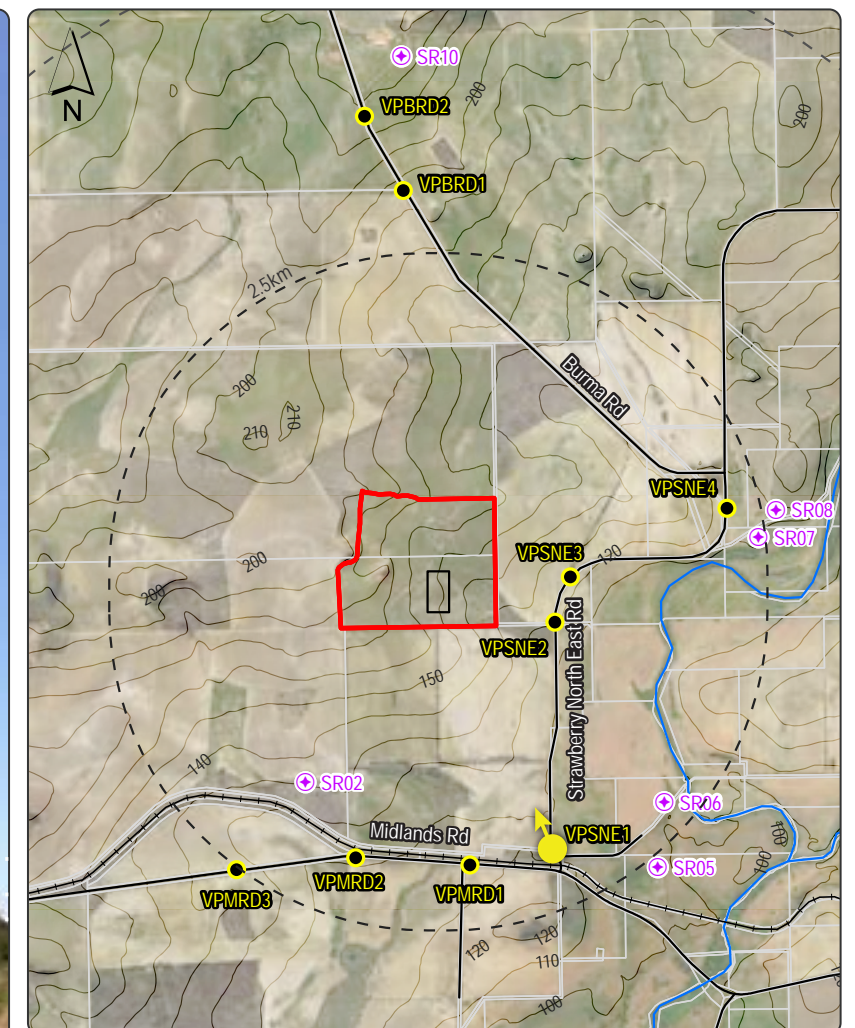 N
SR10
200
VPBRD2
200
VPBRD1
2.5km
Burma Rd
200
210
210
VPSNE4
SR08
SR07
VPSNE3
120
200
200
VPSNE2
Strawberry North East Rd
150
140
SR02
SR06
Midlands Rd
VPSNE1
100
100
SR05
VPMRD2
VPMRD1
VPMRD3
120
120
110
100